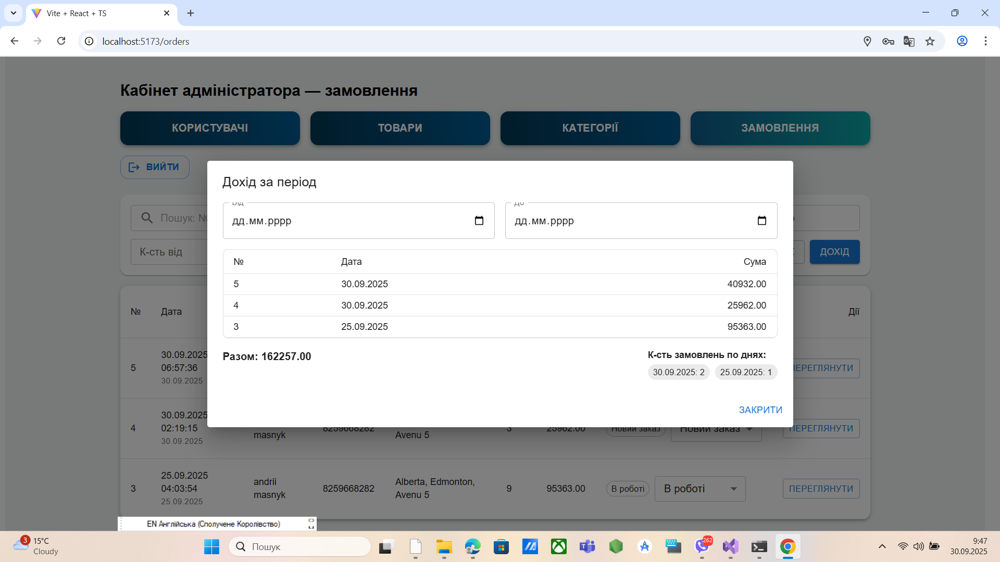 Vite + React + TS
localhost:5173/orders
Кабінет адміністратора — замовлення
КОРИСТУВАЧІ
ТОВАРИ
КАТЕГОРІЇ
ЗАМОВЛЕННЯ
ВИЙТИ
Пошук: №
К-сть від
ДОХІД
Дохід за період
Від
дд.мм.рррр
До
дд.мм.рррр
№ Дата Сума
5 30.09.2025 40932.00
4 30.09.2025 25962.00
3 25.09.2025 95363.00
Разом: 162257.00
К-сть замовлень по днях:
30.09.2025: 2
25.09.2025: 1
ЗАКРИТИ
№ Дата Дії
5
30.09.2025
06:57:36
30.09.2025
ПЕРЕГЛЯНУТИ
4
30.09.2025
02:19:15
30.09.2025
masnyk
8259668282
Avenu 5
3
25962.00
Новий заказ
Новий заказ
ПЕРЕГЛЯНУТИ
3
25.09.2025
04:03:54
25.09.2025
andrii
masnyk
8259668282
Alberta, Edmonton,
Avenu 5
9
95363.00
В роботі
В роботі
ПЕРЕГЛЯНУТИ
EN Англійська (Сполучене Королівство)
3
15°C
Cloudy
Пошук
262
9:47
30.09.2025